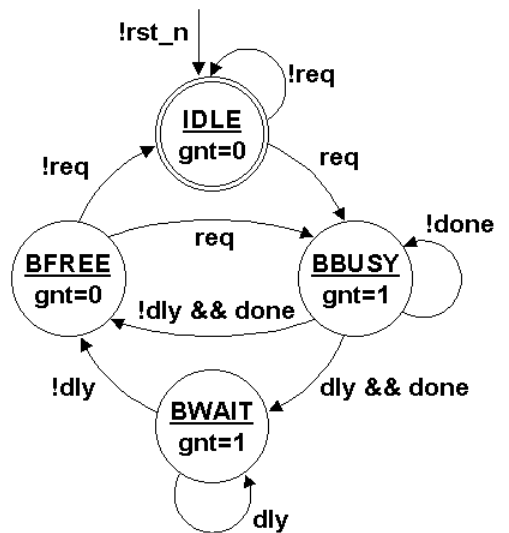 !rst_n
!req
IDLE
gnt=0
!req
req
req
!done
BFREE
gnt=0
BBUSY
gnt=1
!dly && done
!dly
dly && done
BWAIT
gnt=1
dly